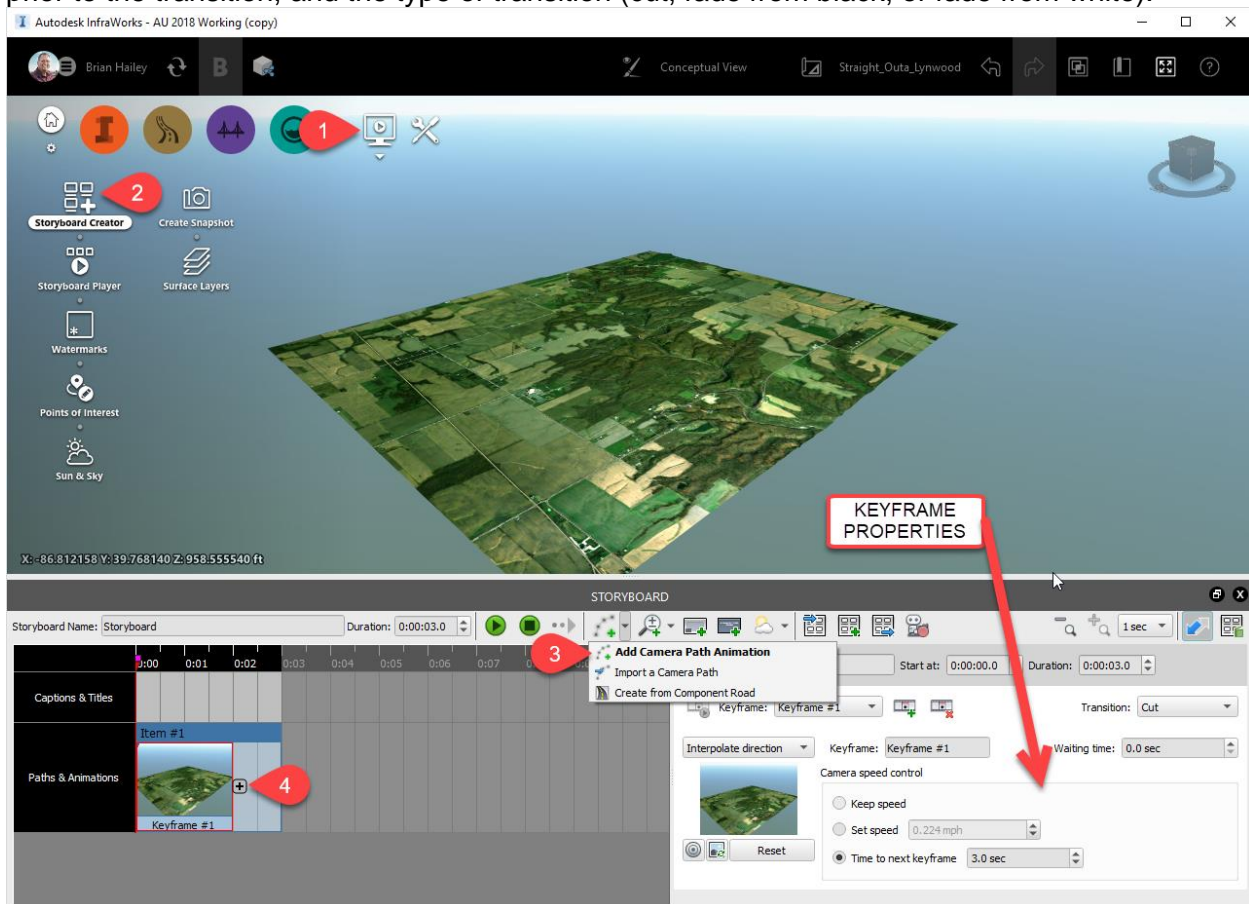 prior to the transition, and the type of transition (cut, fade from black, or fade from white).
Autodesk InfraWorks - AU 2018 Working (copy)
Brian Hailey
B
Conceptual View
Straight_Outa_Lynwood
1
2
Storyboard Creator
Create Snapshot
Storyboard Player
Surface Layers
Watermarks
Points of Interest
Sun & Sky
KEYFRAME
PROPERTIES
X: -86.812158 Y: 39.768140 Z: 958.555540 ft
STORYBOARD
Storyboard Name: Storyboard
Duration: 0:00:03.0
1 sec
0:00 0:01 0:02 0:03 0:04 0:05 0:06 0:07
3
Add Camera Path Animation
Import a Camera Path
Create from Component Road
Start at: 0:00:00.0
Duration: 0:00:03.0
Captions & Titles
Keyframe: Keyframe #1
Transition: Cut
Item #1
Interpolate direction
Keyframe: Keyframe #1
Waiting time: 0.0 sec
Paths & Animations
4
Camera speed control
Keep speed
Keyframe #1
Set speed 0.224 mph
Reset
Time to next keyframe 3.0 sec